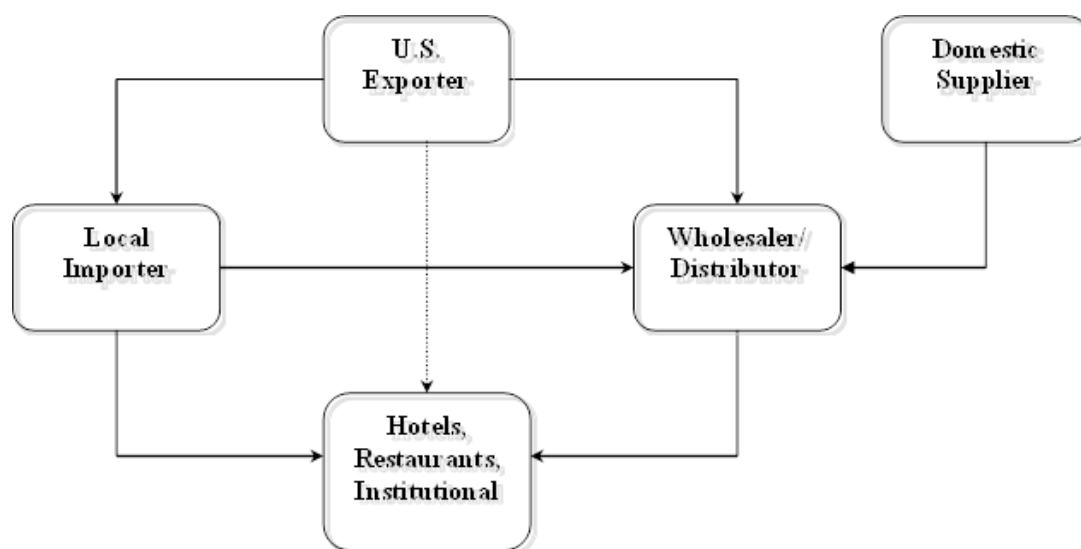 U.S.
Exporter
Domestic
Supplier
Local
Importer
Wholesaler/
Distributor
Hotels,
Restaurants,
Institutional